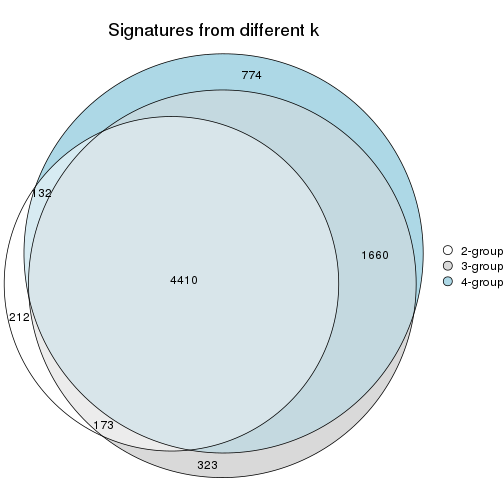 Signatures from different k
774
132
1660
4410
212
173
323
2-group
3-group
4-group